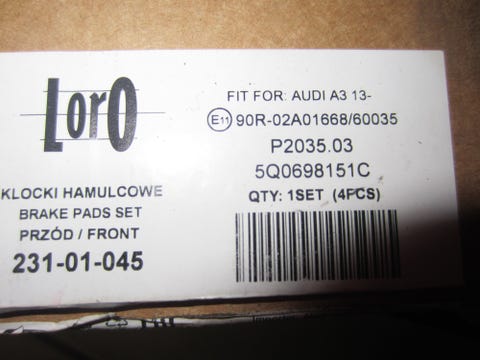 LorO
KLOCKI HAMULCOWE
BRAKE PADS SET
PRZÓD / FRONT
231-01-045
FIT FOR: AUDI A3 13-
E11 90R-02A01668/60035
P2035.03
5Q0698151C
QTY: 1SET (4PCS)